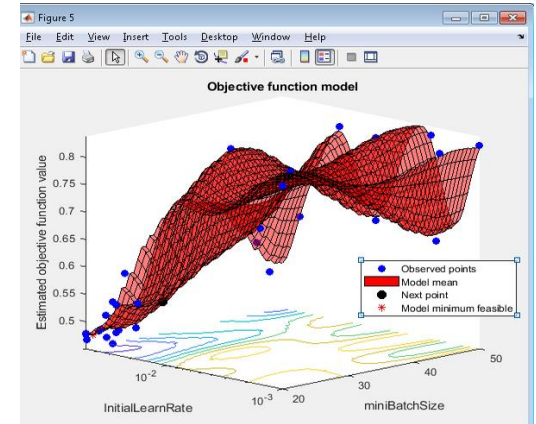 Figure 5
File Edit View Insert Tools Desktop Window Help
Objective function model
Estimated objective function value
0.8
0.75
0.7
0.65
0.6
0.55
0.5
Observed points
Model mean
Next point
Model minimum feasible
10-2
10-3
InitialLearnRate
20
30
40
50
miniBatchSize